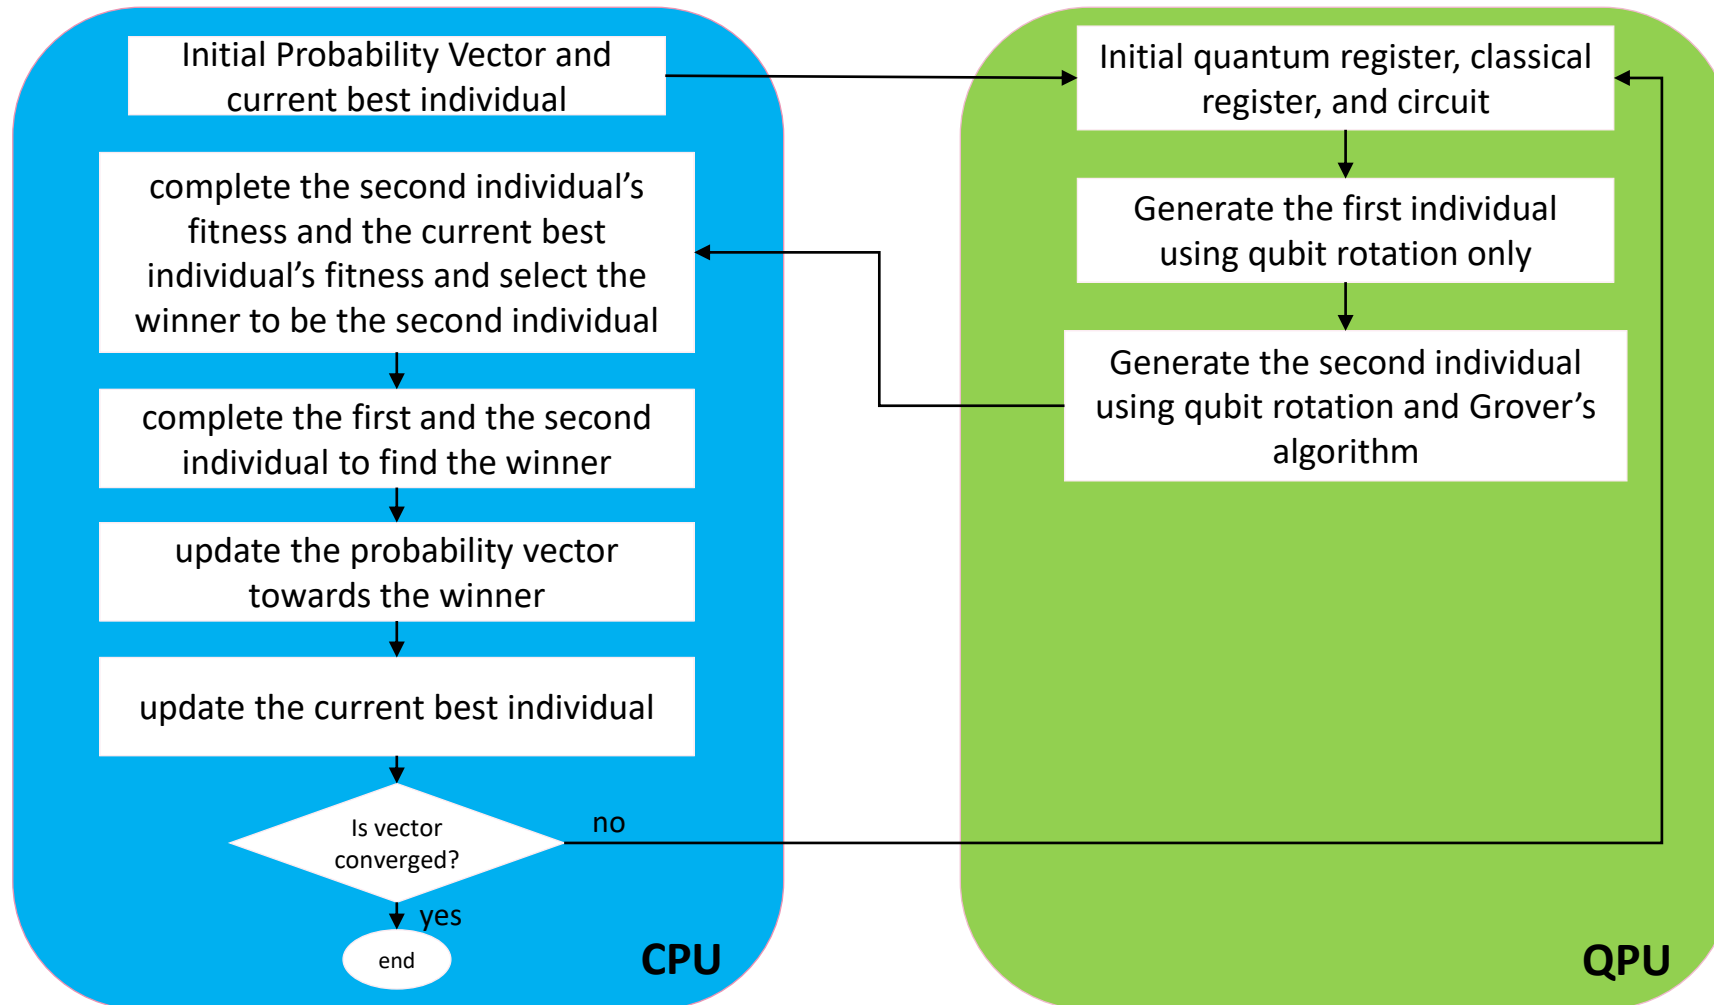 Initial Probability Vector and
current best individual
complete the second individual’s
fitness and the current best
individual’s fitness and select the
winner to be the second individual
complete the first and the second
individual to find the winner
update the probability vector
towards the winner
update the current best individual
Is vector
converged?
no
yes
end
CPU
Initial quantum register, classical
register, and circuit
Generate the first individual
using qubit rotation only
Generate the second individual
using qubit rotation and Grover’s
algorithm
QPU